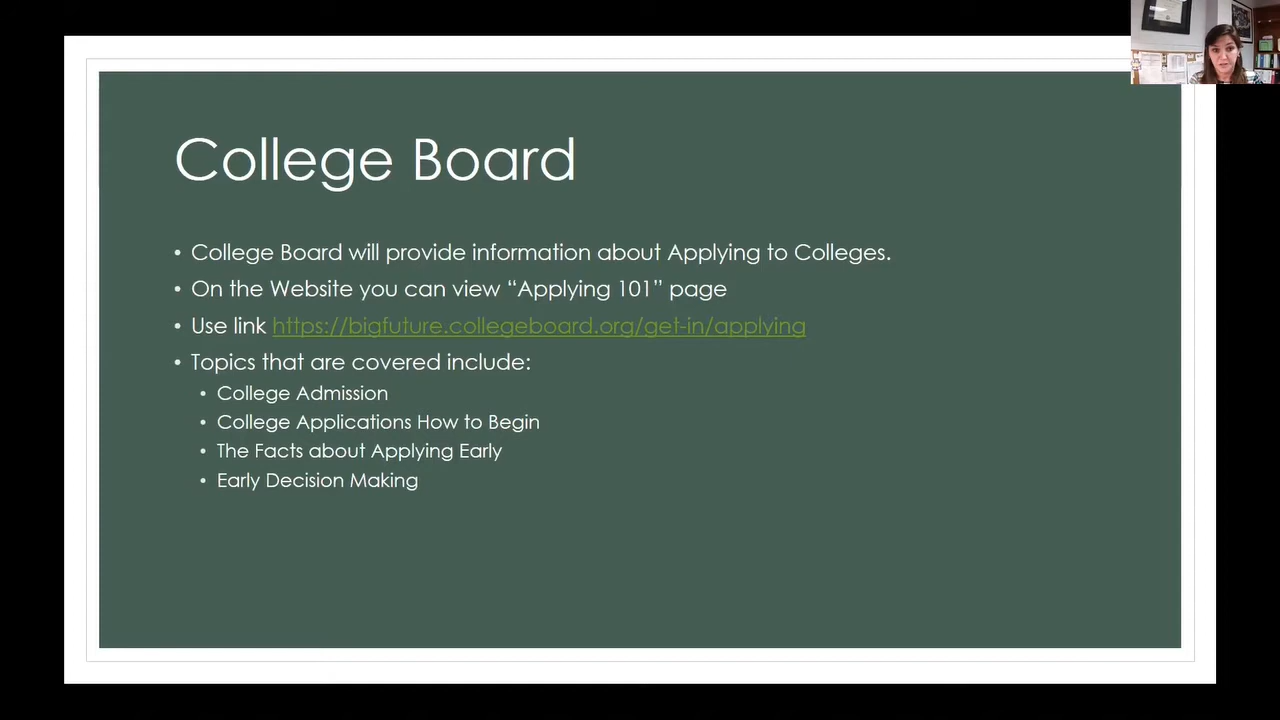 College Board
• College Board will provide information about Applying to Colleges.
• On the Website you can view “Applying 101” page
• Use link https://bigfuture.collegeboard.org/get-in/applying
• Topics that are covered include:
• College Admission
• College Applications How to Begin
• The Facts about Applying Early
• Early Decision Making